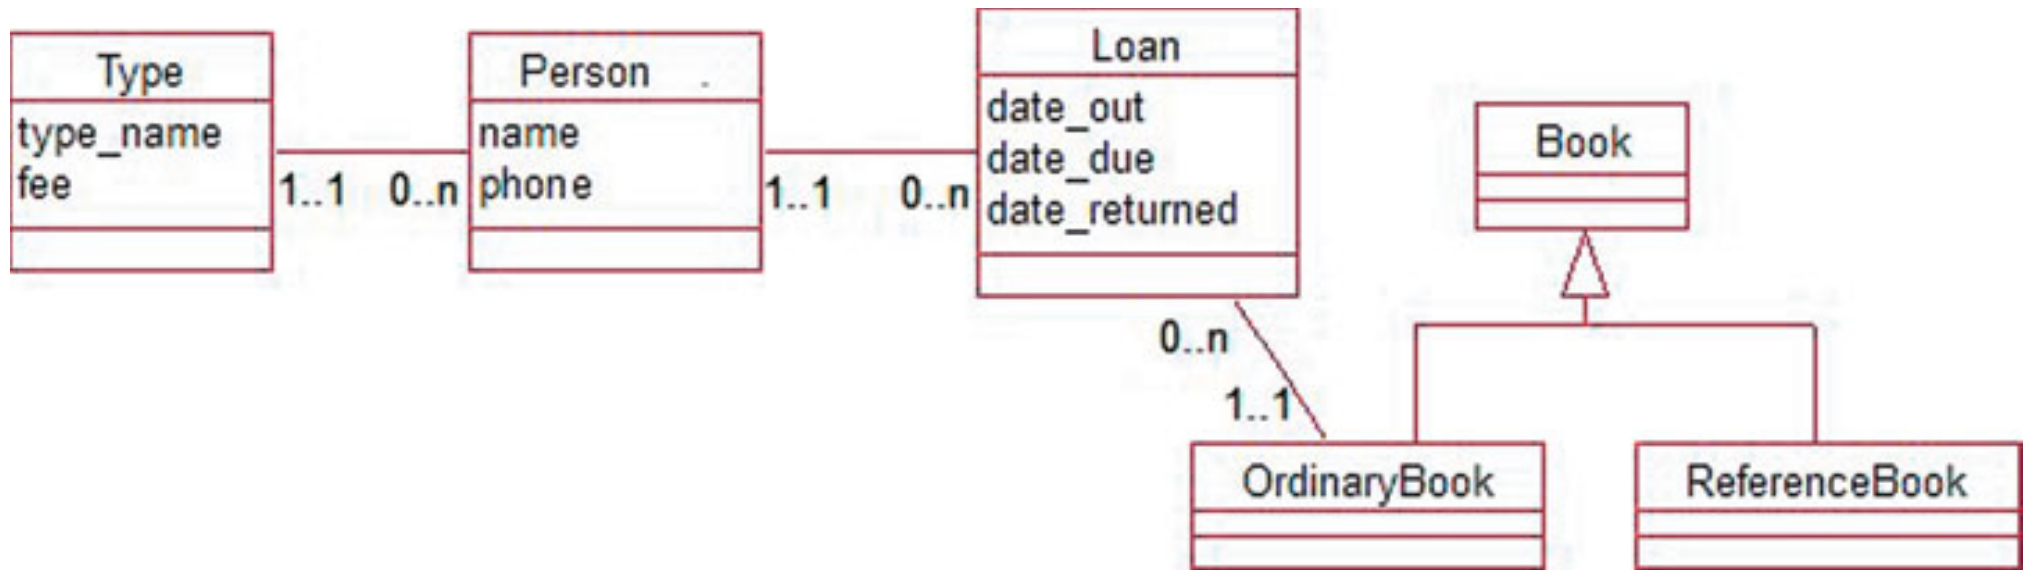 Type
type_name
fee
1..1
0..n
Person
name
phone
1..1
0..n
Loan
date_out
date_due
date_returned
0..n
1..1
Book
OrdinaryBook
ReferenceBook